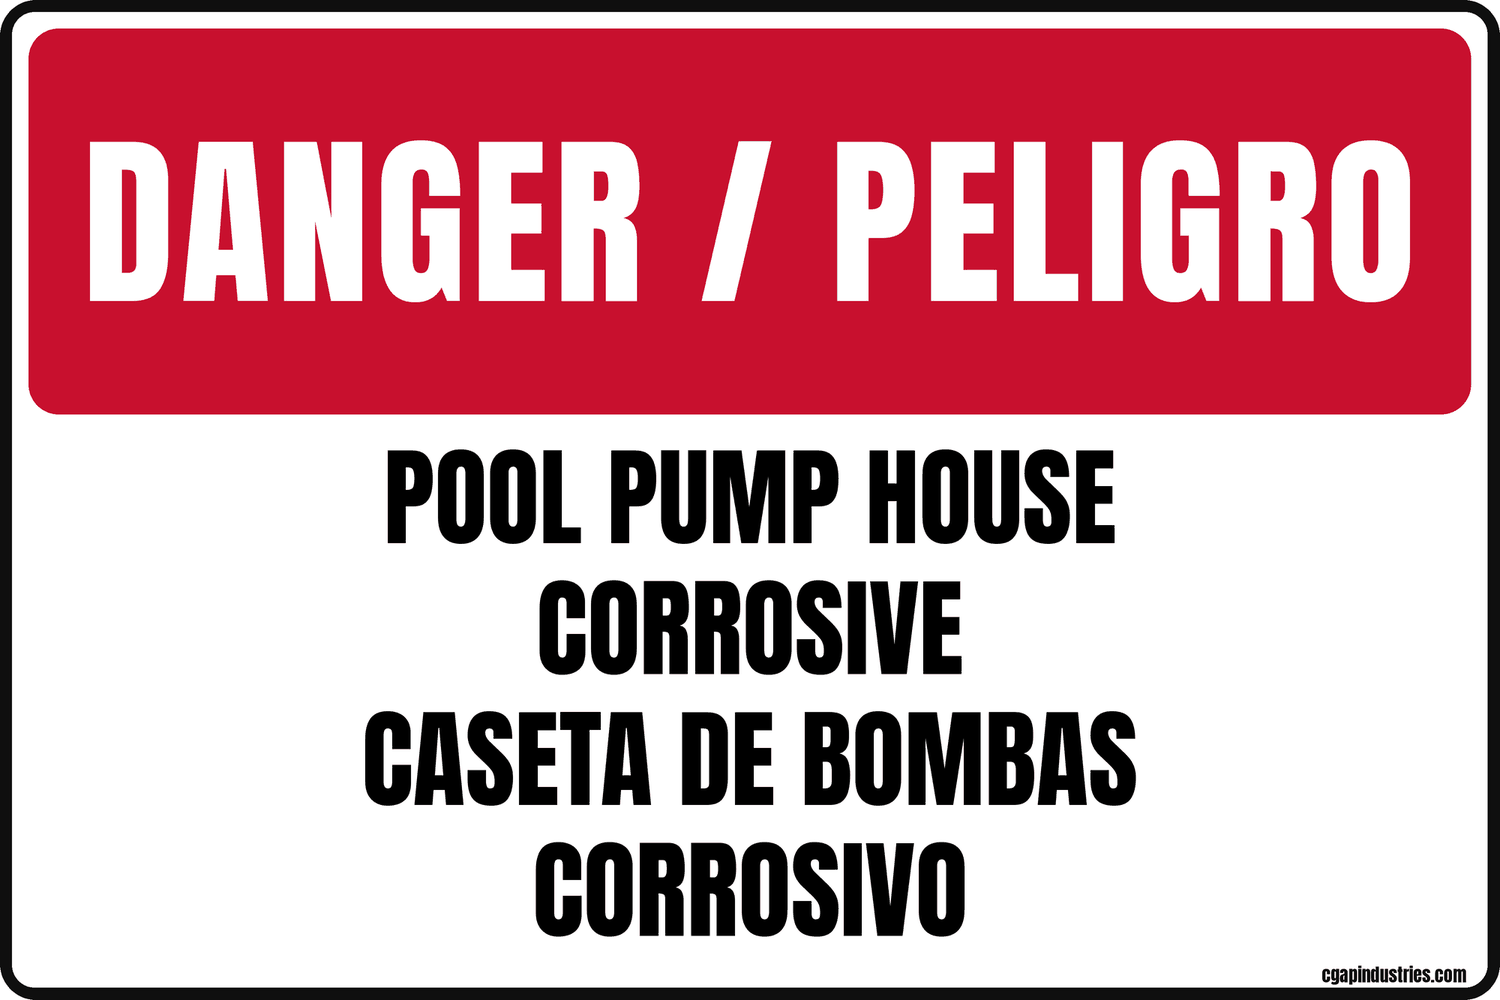 DANGER / PELIGRO
POOL PUMP HOUSE
CORROSIVE
CASETA DE BOMBAS
CORROSIVO
cgapindustries.com